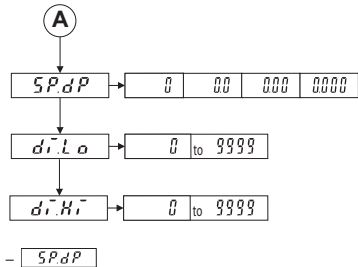 A
SP.dP 0 0.0 0.00 0.000
di.Lo 0 to 9999
di.Hi 0 to 9999
– SP.dP